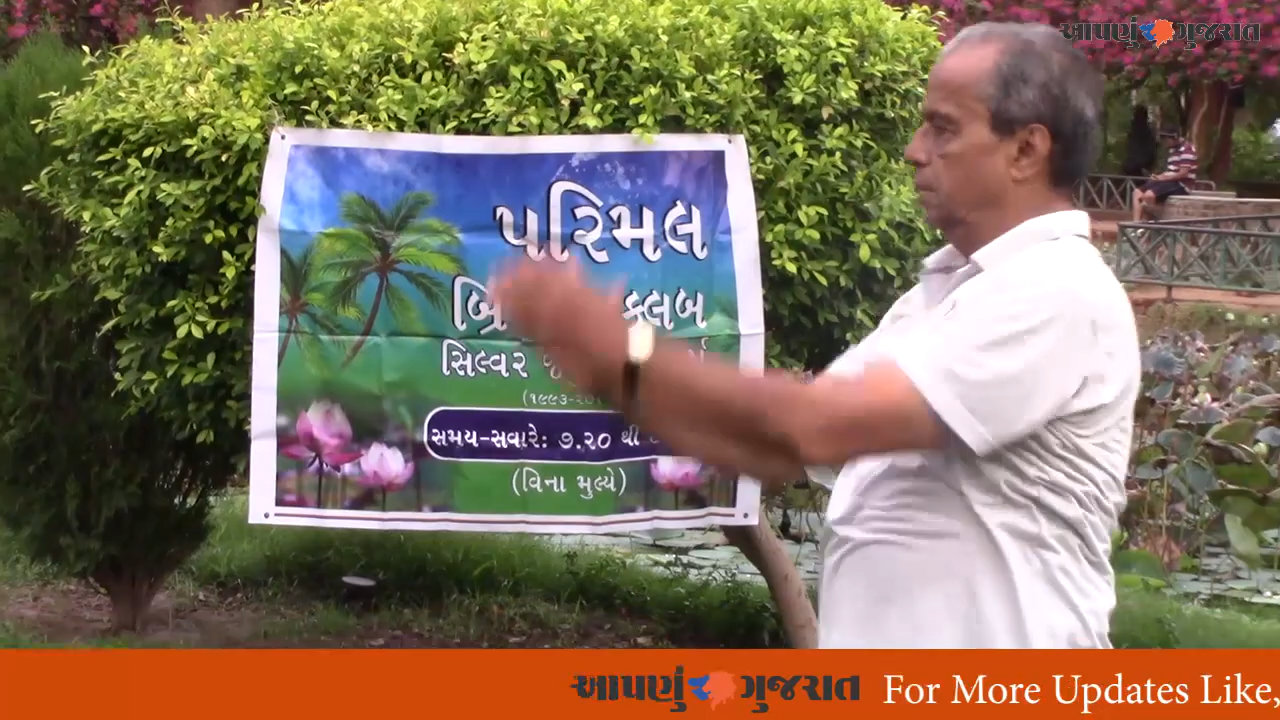 આપણું ગુજરાત
પરિમલ
ક્લબ
સિલ્વર
સમય-સવારે: ૭.૨૦ થી
(વિના મુલ્યે)
આપણું ગુજરાત For More Updates Like,